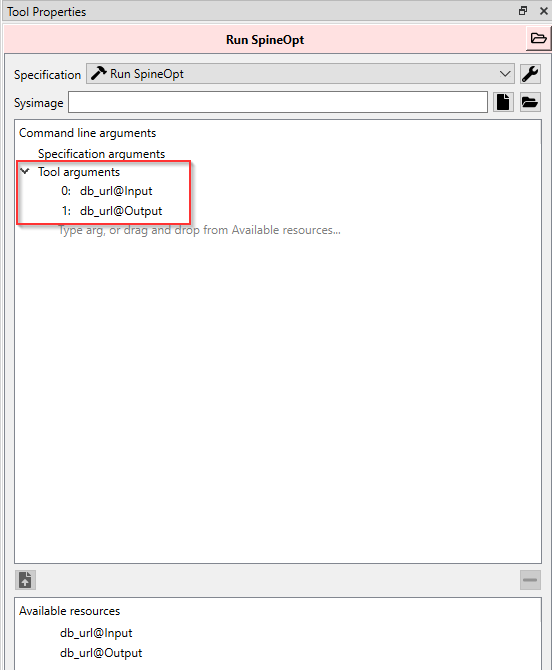 Tool Properties
Run SpineOpt
Specification Run SpineOpt
Sysimage
Command line arguments
Specification arguments
Tool arguments
0: db_url@Input
1: db_url@Output
Type arg, or drag and drop from Available resources...
Available resources
db_url@Input
db_url@Output